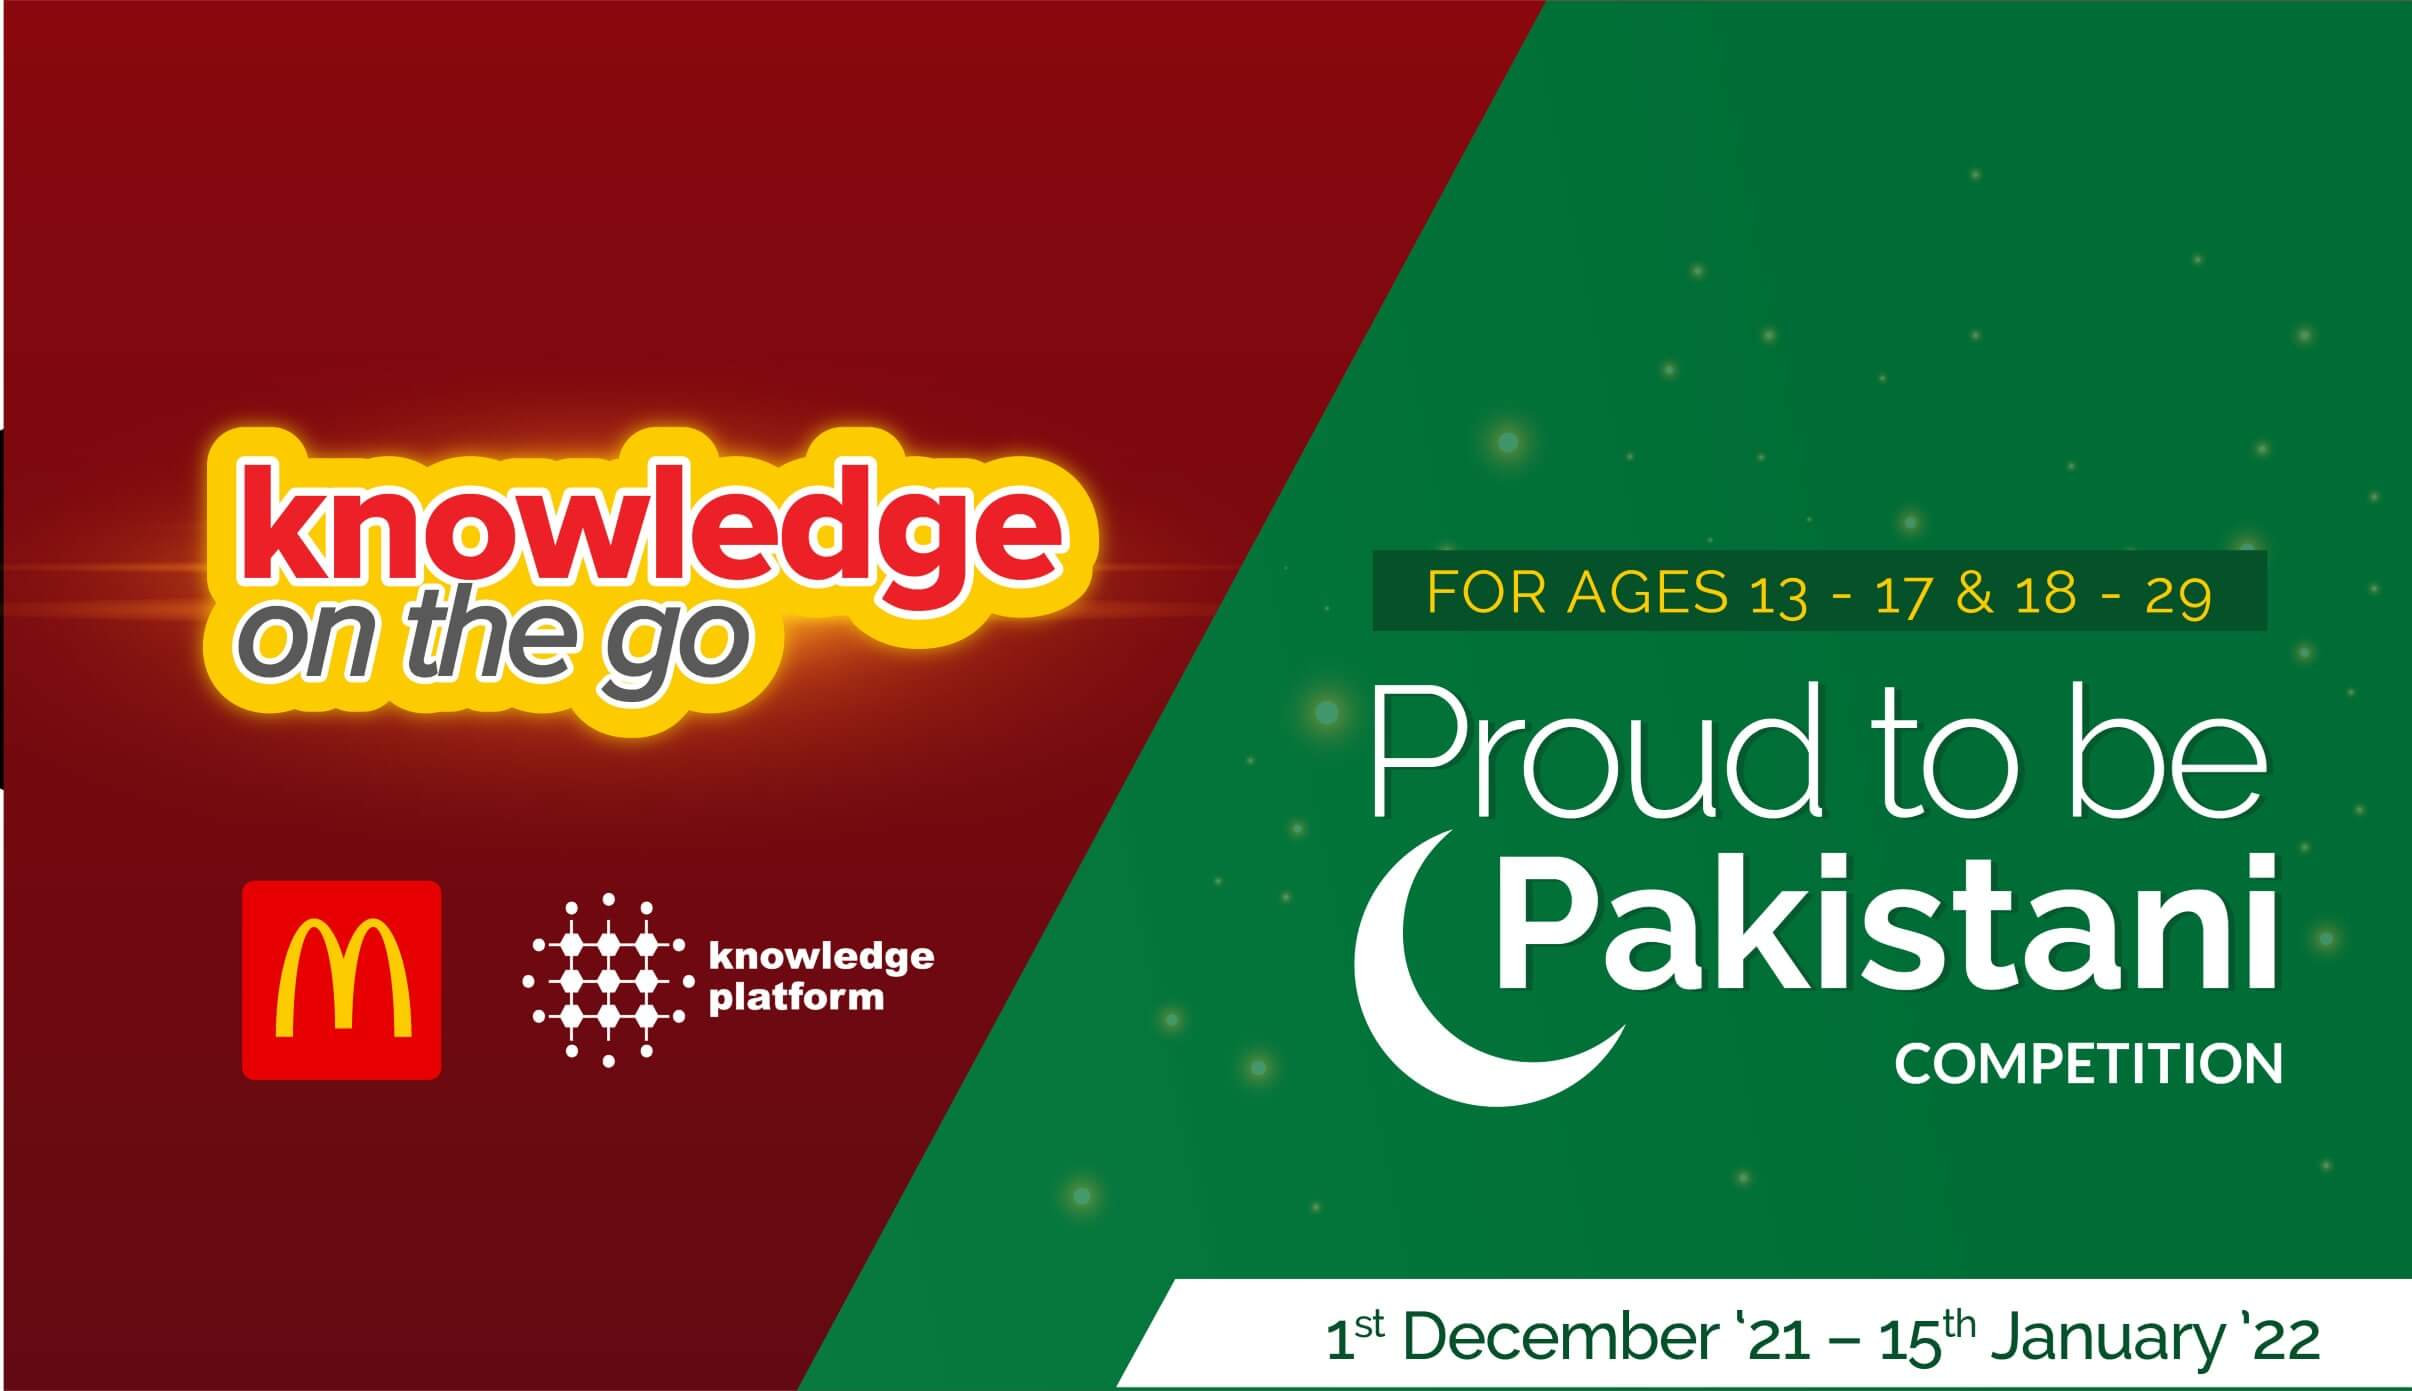 knowledge
on the go
knowledge
platform
FOR AGES 13 - 17 & 18 - 29
Proud to be
Pakistani
COMPETITION
1st December ‘21 – 15th January ’22